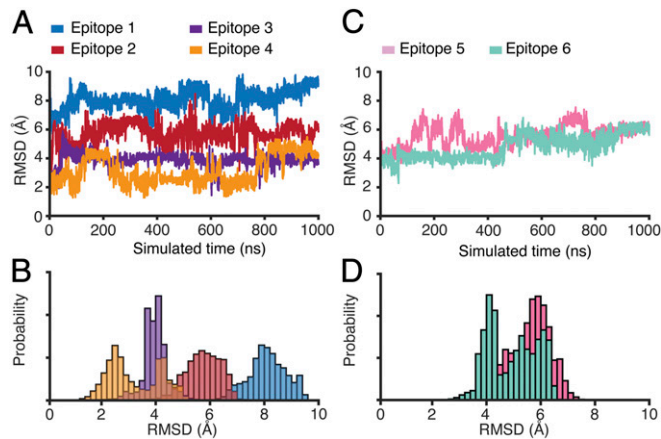 A
Epitope 1
Epitope 3
Epitope 2
Epitope 4
10
8
6
4
2
0
RMSD (Å)
0
200
400
600
800
1000
Simulated time (ns)
C
Epitope 5
Epitope 6
10
8
6
4
2
0
RMSD (Å)
0
200
400
600
800
1000
Simulated time (ns)
B
Probability
0
2
4
6
8
10
RMSD (Å)
D
Probability
0
2
4
6
8
10
RMSD (Å)